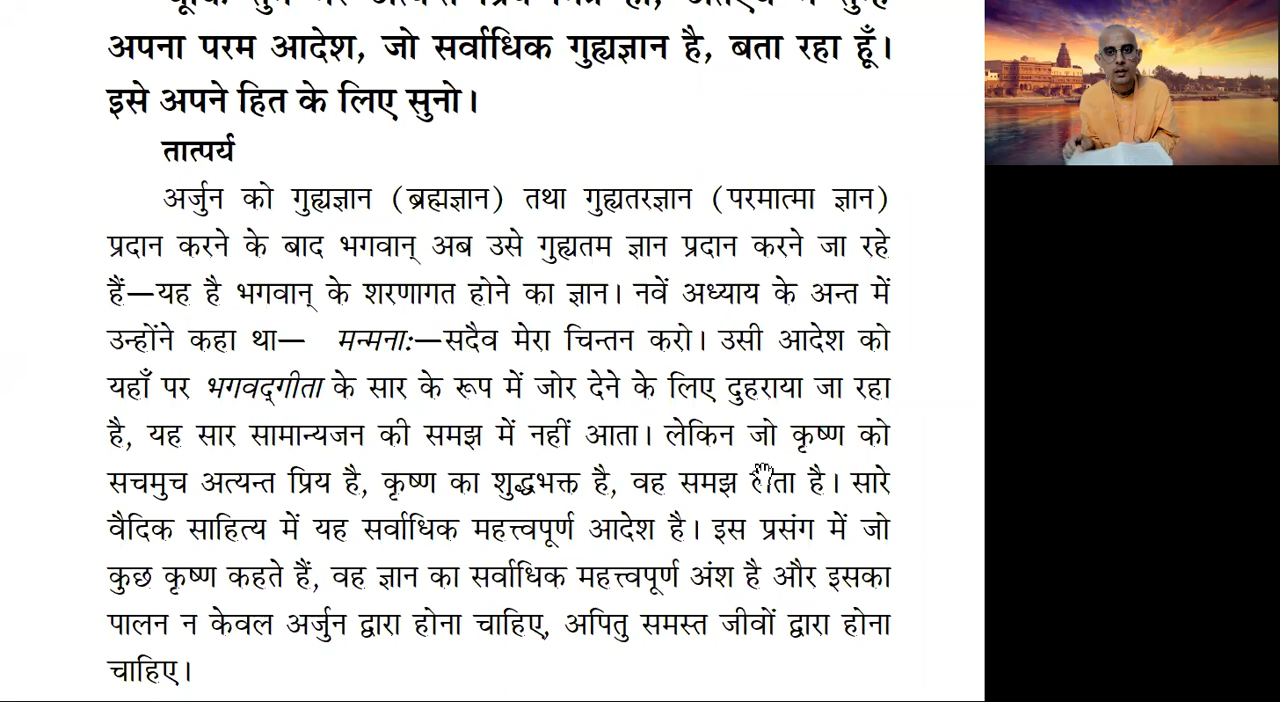 अपना परम आदेश, जो सर्वाधिक गुह्यज्ञान है, बता रहा हूँ।
इसे अपने हित के लिए सुनो।
तात्पर्य
अर्जुन को गुह्यज्ञान (ब्रह्मज्ञान) तथा गुह्यतरज्ञान (परमात्मा ज्ञान)
प्रदान करने के बाद भगवान् अब उसे गुह्यतम ज्ञान प्रदान करने जा रहे
हैं—यह है भगवान् के शरणागत होने का ज्ञान। नवें अध्याय के अन्त में
उन्होंने कहा था— मन्मनाः—सदैव मेरा चिन्तन करो। उसी आदेश को
यहाँ पर भगवद्‌गीता के सार के रूप में जोर देने के लिए दुहराया जा रहा
है, यह सार सामान्यजन की समझ में नहीं आता। लेकिन जो कृष्ण को
सचमुच अत्यन्त प्रिय है, कृष्ण का शुद्धभक्त है, वह समझ है। सारे
वैदिक साहित्य में यह सर्वाधिक महत्त्वपूर्ण आदेश है। इस प्रसंग में जो
कुछ कृष्ण कहते हैं, वह ज्ञान का सर्वाधिक महत्त्वपूर्ण अंश है और इसका
पालन न केवल अर्जुन द्वारा होना चाहिए, अपितु समस्त जीवों द्वारा होना
चाहिए।